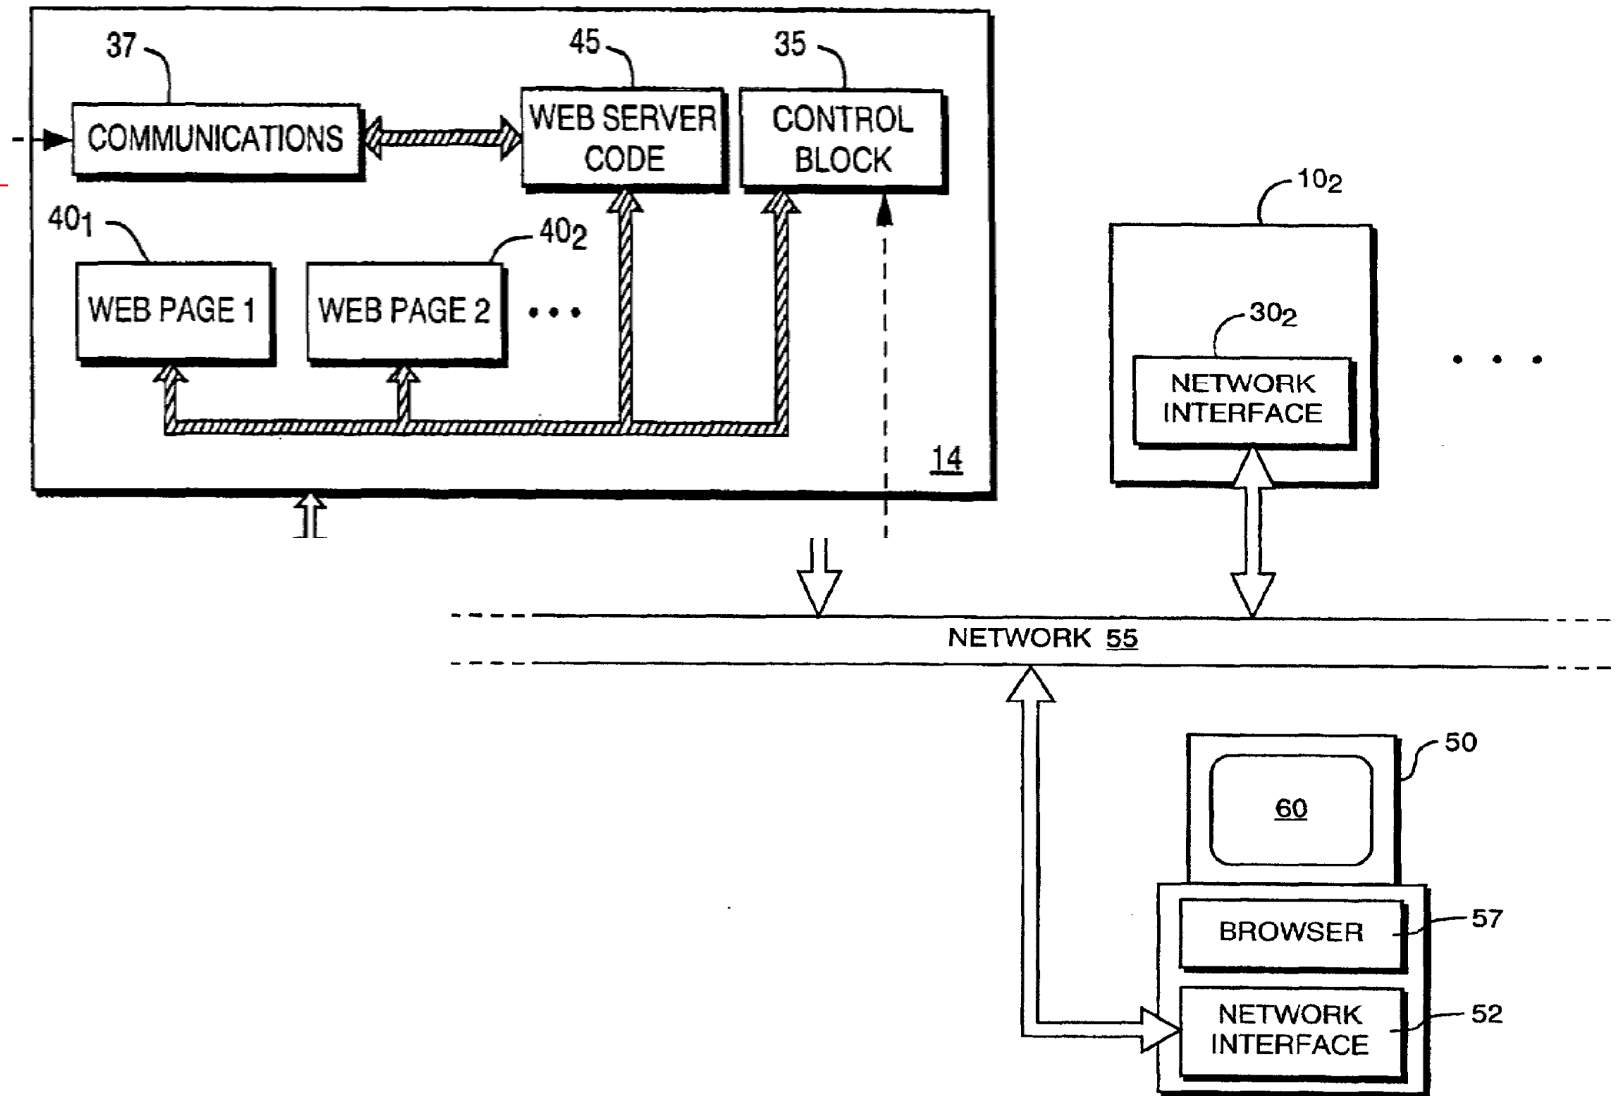 37
45
35
COMMUNICATIONS
WEB SERVER
CODE
CONTROL
BLOCK
40₁
40₂
WEB PAGE 1
WEB PAGE 2
• • •
14
10₂
30₂
NETWORK
INTERFACE
• • •
NETWORK 55
50
60
BROWSER
57
NETWORK
INTERFACE
52